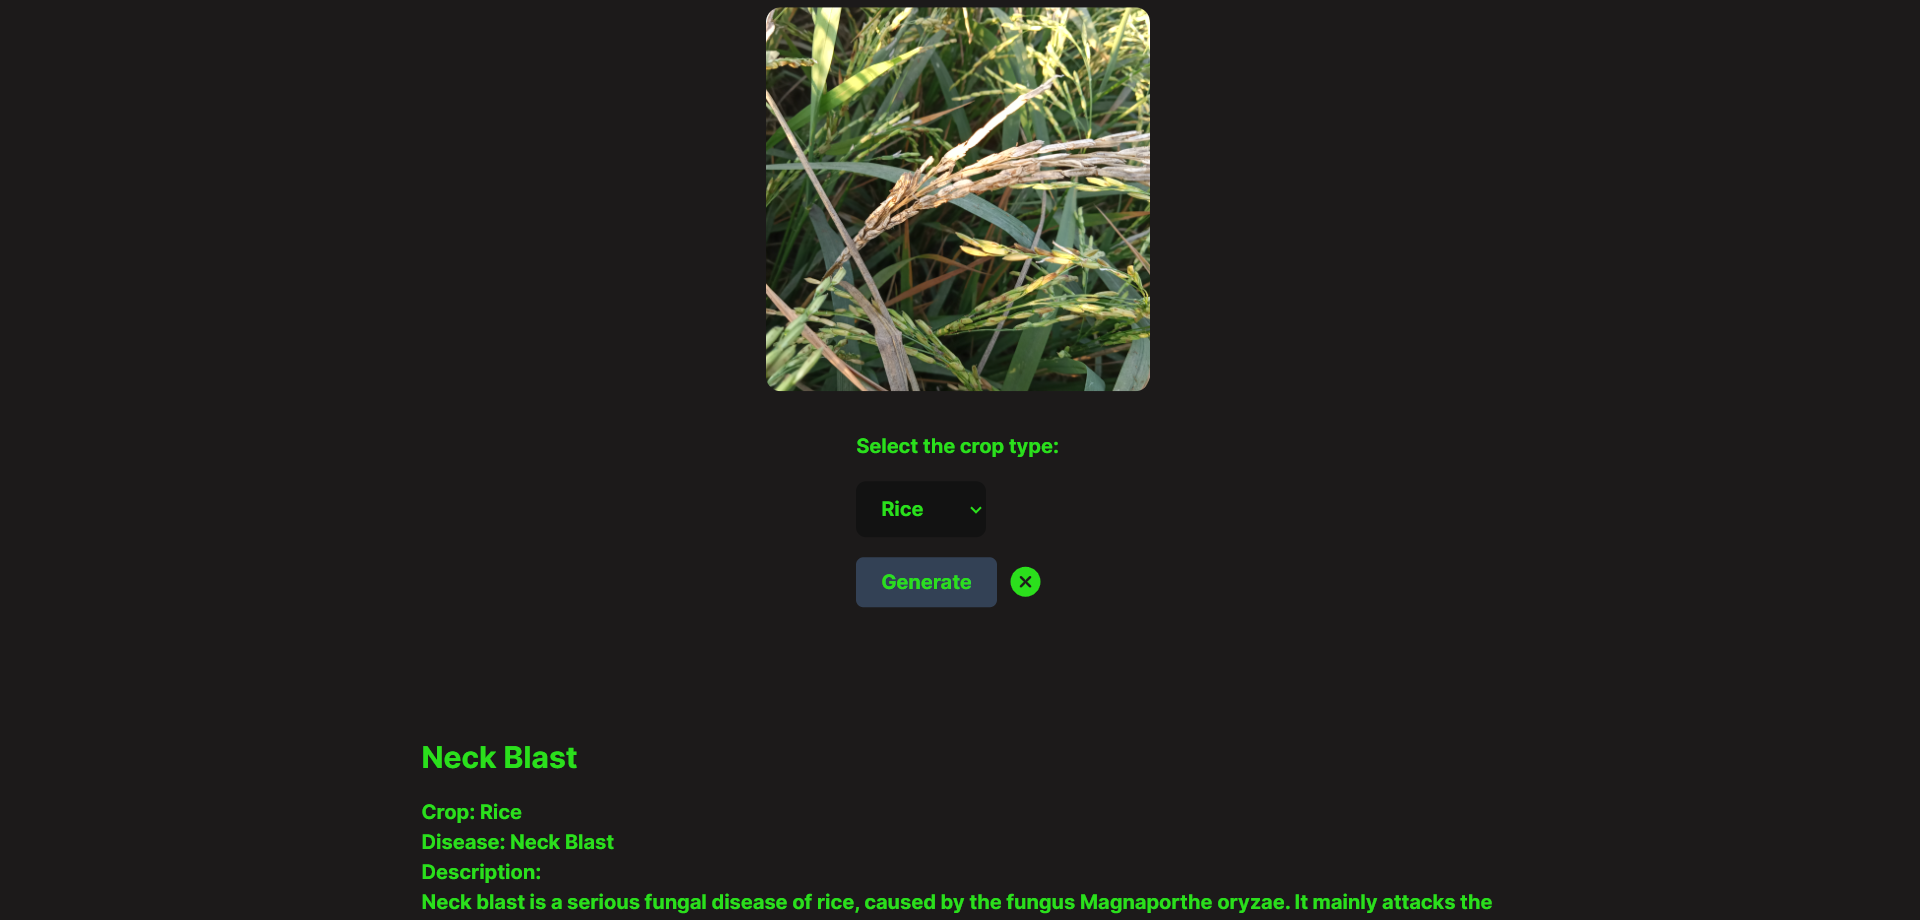 Select the crop type:
Rice
Generate
Neck Blast
Crop: Rice
Disease: Neck Blast
Description:
Neck blast is a serious fungal disease of rice, caused by the fungus Magnaporthe oryzae. It mainly attacks the